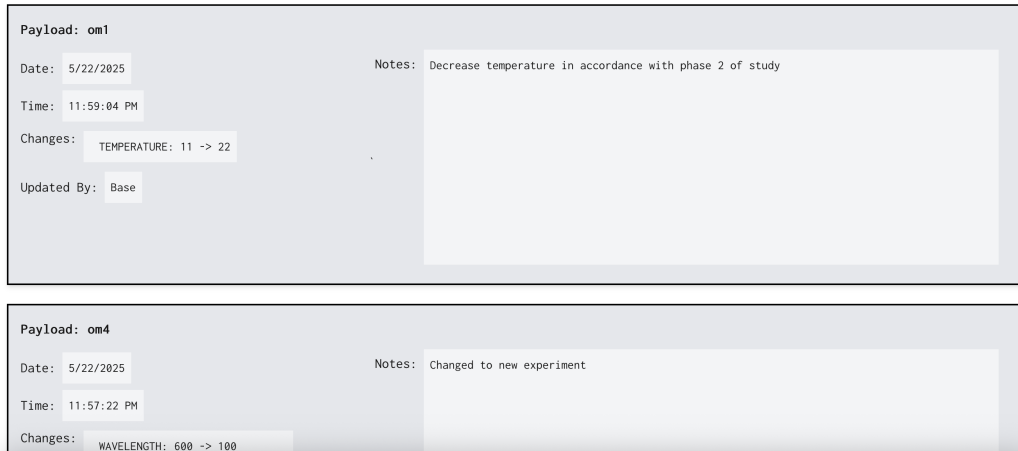 Payload: om1
Date: 5/22/2025
Notes: Decrease temperature in accordance with phase 2 of study
Time: 11:59:04 PM
Changes: TEMPERATURE: 11 -> 22
Updated By: Base
Payload: om4
Date: 5/22/2025
Notes: Changed to new experiment
Time: 11:57:22 PM
Changes: WAVELENGTH: 600 -> 100